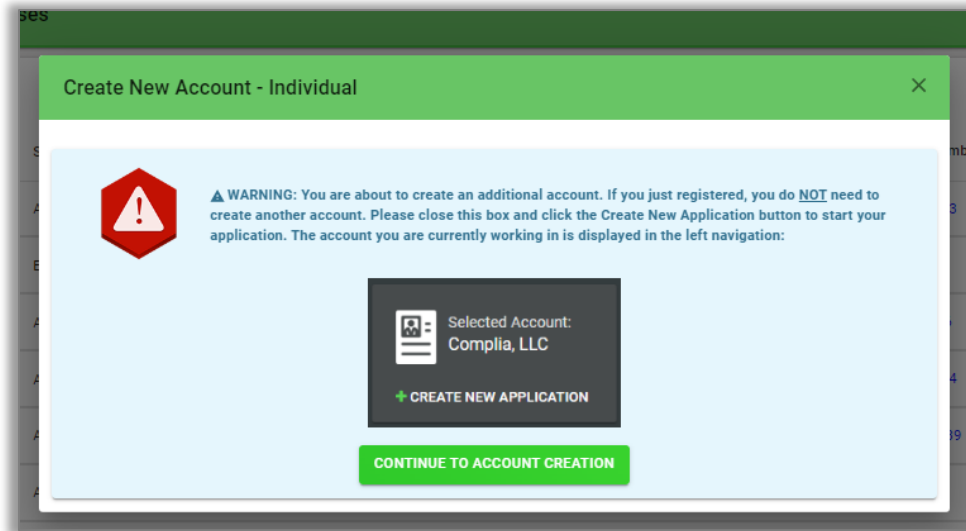 ses
Create New Account - Individual
WARNING: You are about to create an additional account. If you just registered, you do NOT need to
create another account. Please close this box and click the Create New Application button to start your
application. The account you are currently working in is displayed in the left navigation:
Selected Account:
Complia, LLC
+ CREATE NEW APPLICATION
CONTINUE TO ACCOUNT CREATION